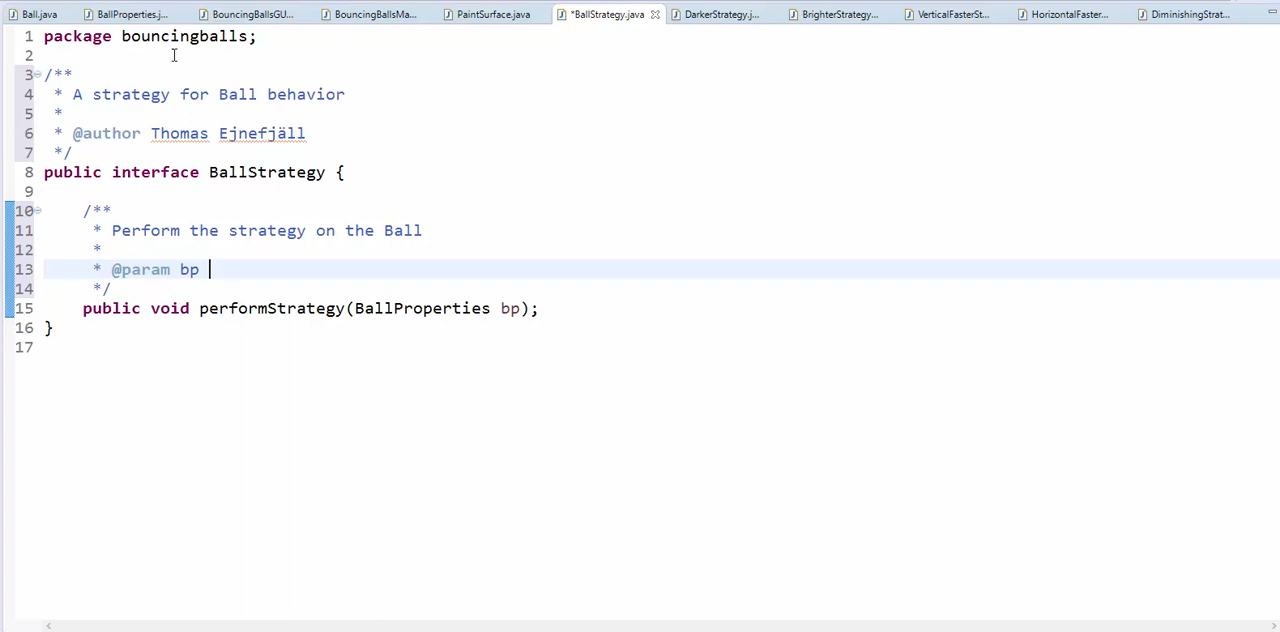 Ball.java BallProperties.j... BouncingBallsGU... BouncingBallsMa... PaintSurface.java *BallStrategy.java DarkerStrategy.j... BrighterStrategy... VerticalFasterSt... HorizontalFaster... DiminishingStrat...
1 package bouncingballs;
2
3 /**
4 * A strategy for Ball behavior
5 *
6 * @author Thomas Ejnefjäll
7 */
8 public interface BallStrategy {
9
10 /**
11 * Perform the strategy on the Ball
12 *
13 * @param bp
14 */
15 public void performStrategy(BallProperties bp);
16 }
17